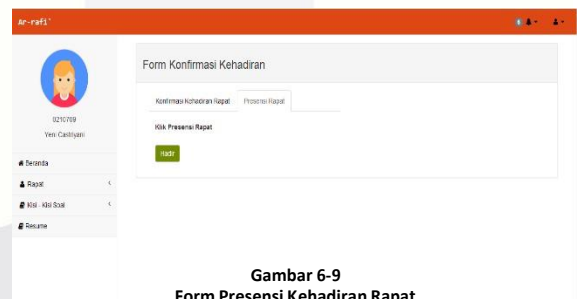 Ar-rafi'
Form Konfirmasi Kehadiran
Konfirmasi Kehadiran Rapat
Presensi Rapat
Klik Presensi Rapat
Hadir
0210709
Yeni Castriyani
Beranda
Rapat
Kisi - Kisi Soal
Resume
Gambar 6-9
Form Presensi Kehadiran Rapat